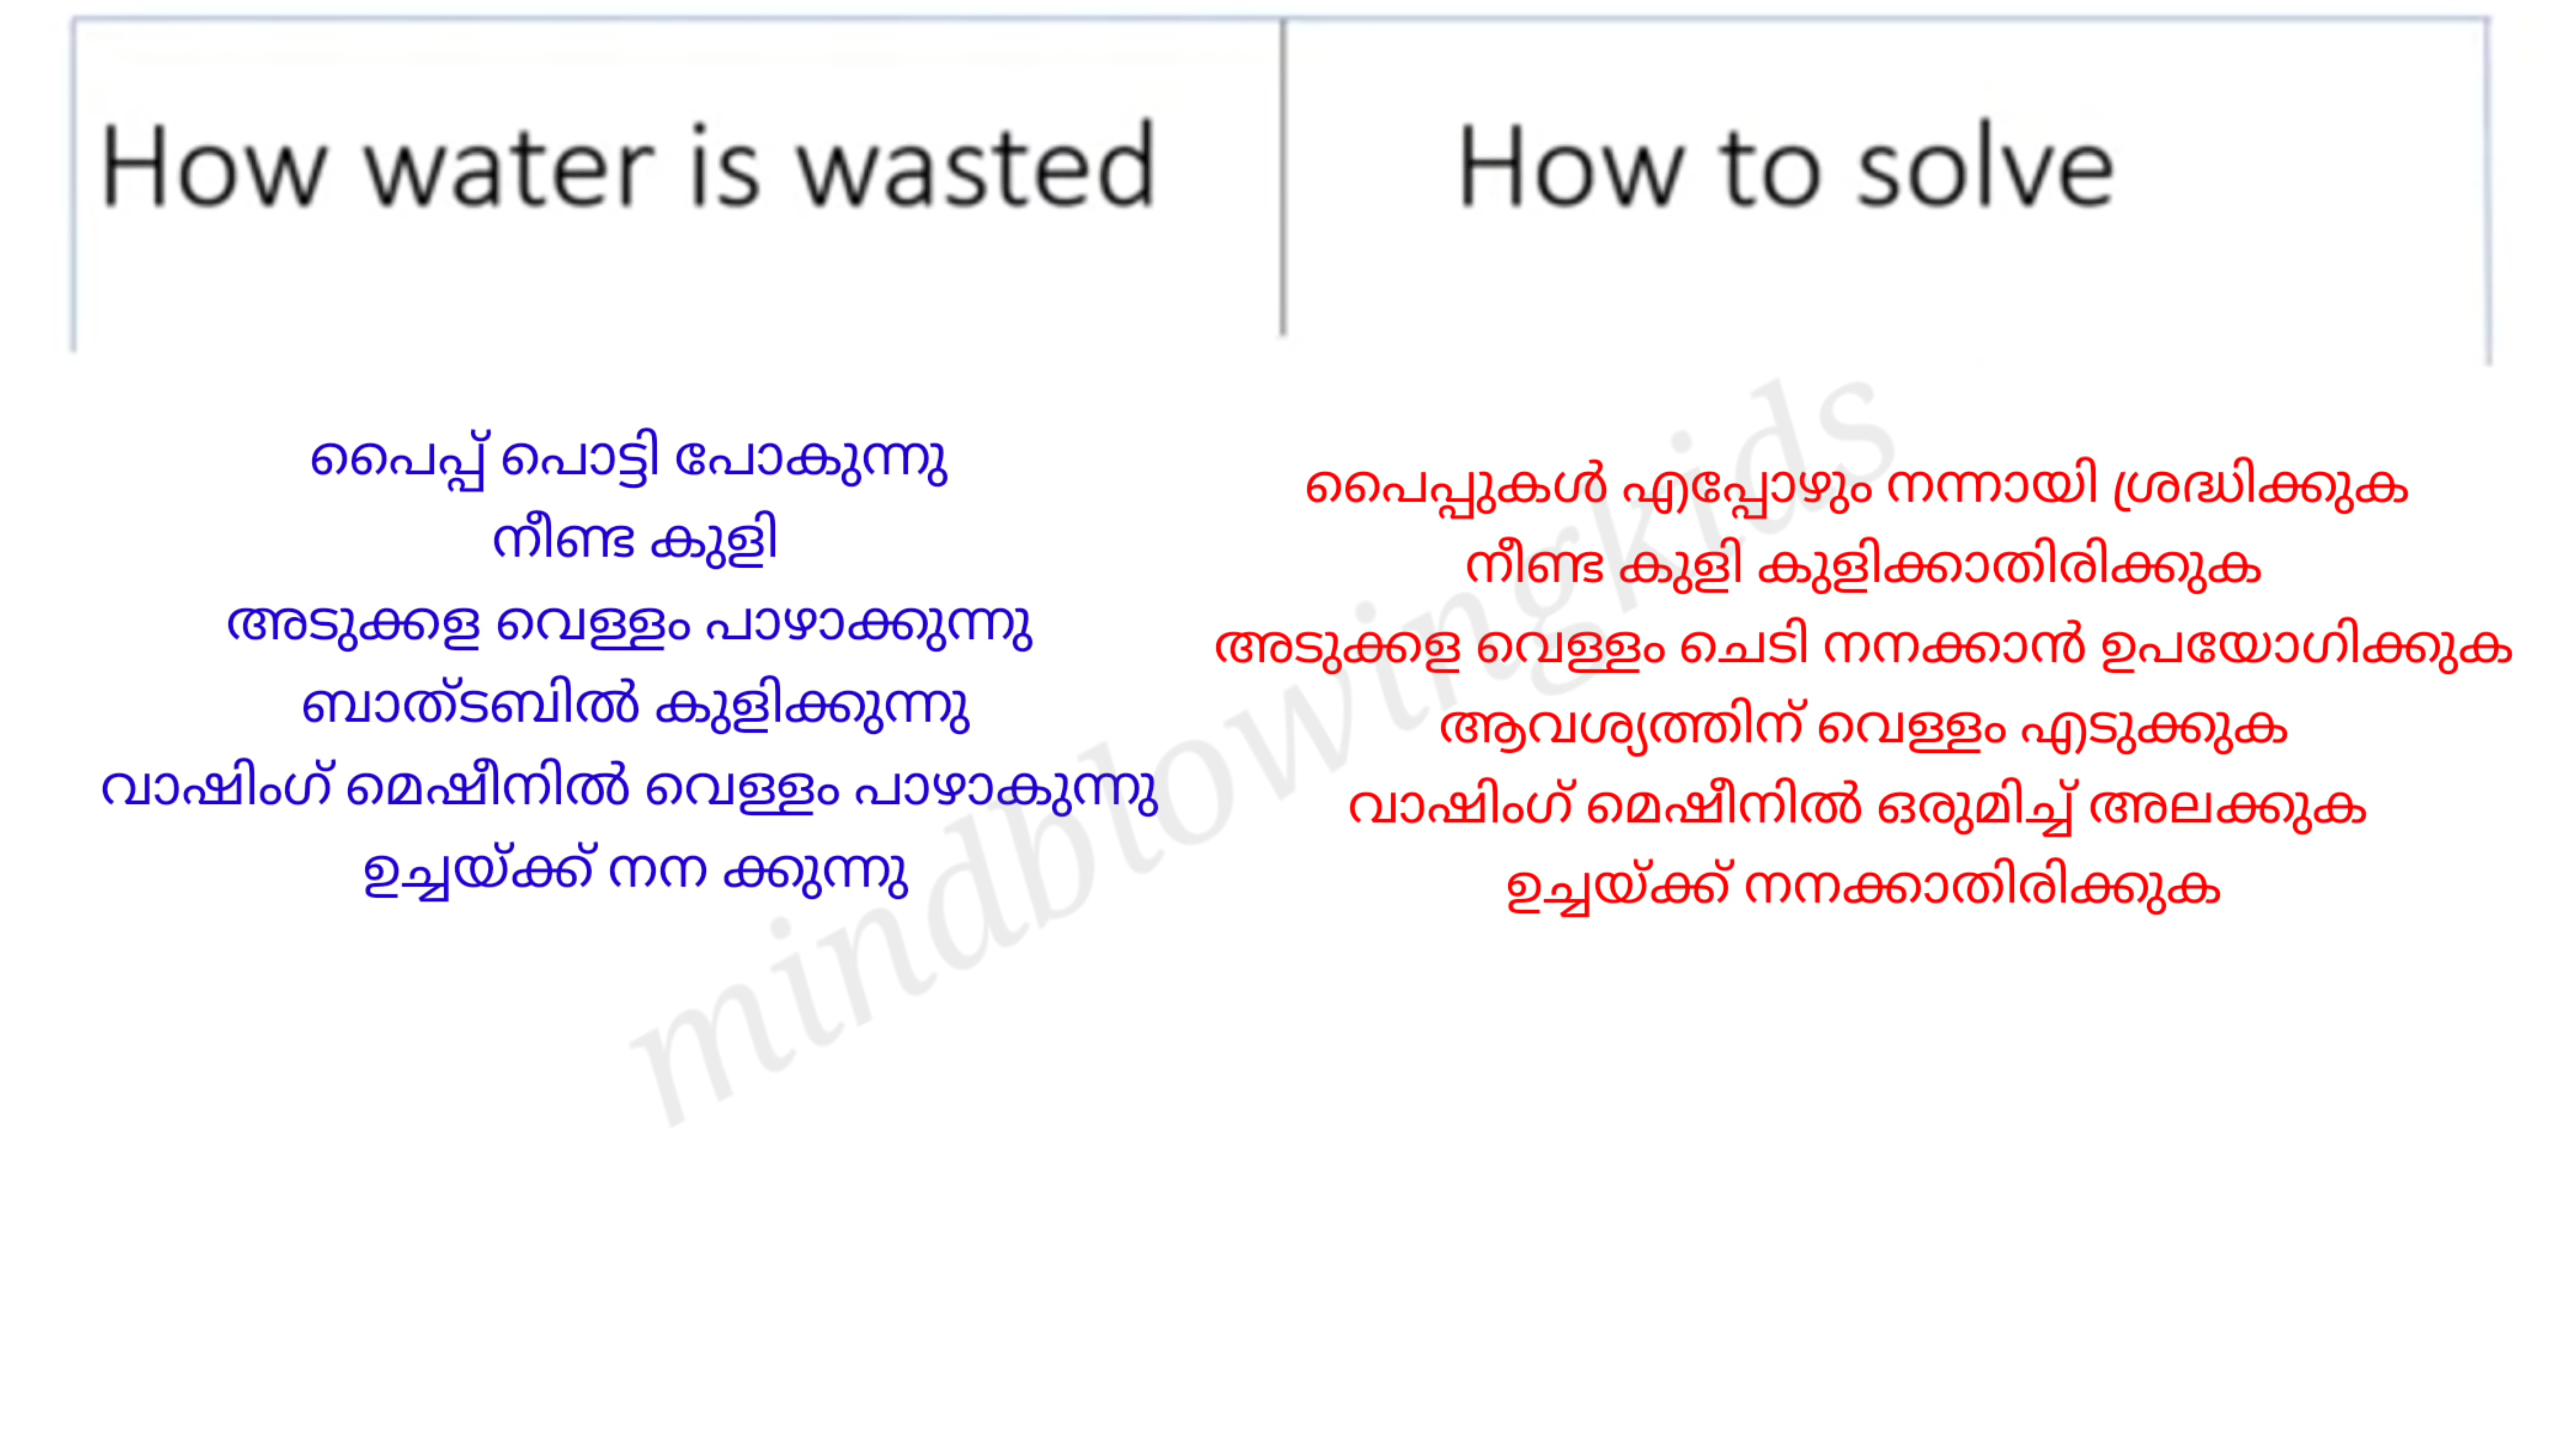 How water is wasted
How to solve
പൈപ്പ് പൊട്ടി പോകുന്നു
നീണ്ട കുളി
അടുക്കള വെള്ളം പാഴാക്കുന്നു
ബാത്ടബിൽ കുളിക്കുന്നു
വാഷിംഗ് മെഷീനിൽ വെള്ളം പാഴാകുന്നു
ഉച്ചയ്ക്ക് നന ക്കുന്നു
പൈപ്പുകൾ എപ്പോഴും നന്നായി ശ്രദ്ധിക്കുക
നീണ്ട കുളി കുളിക്കാതിരിക്കുക
അടുക്കള വെള്ളം ചെടി നനക്കാൻ ഉപയോഗിക്കുക
ആവശ്യത്തിന് വെള്ളം എടുക്കുക
വാഷിംഗ് മെഷീനിൽ ഒരുമിച്ച് അലക്കുക
ഉച്ചയ്ക്ക് നനക്കാതിരിക്കുക
mindblowingkids